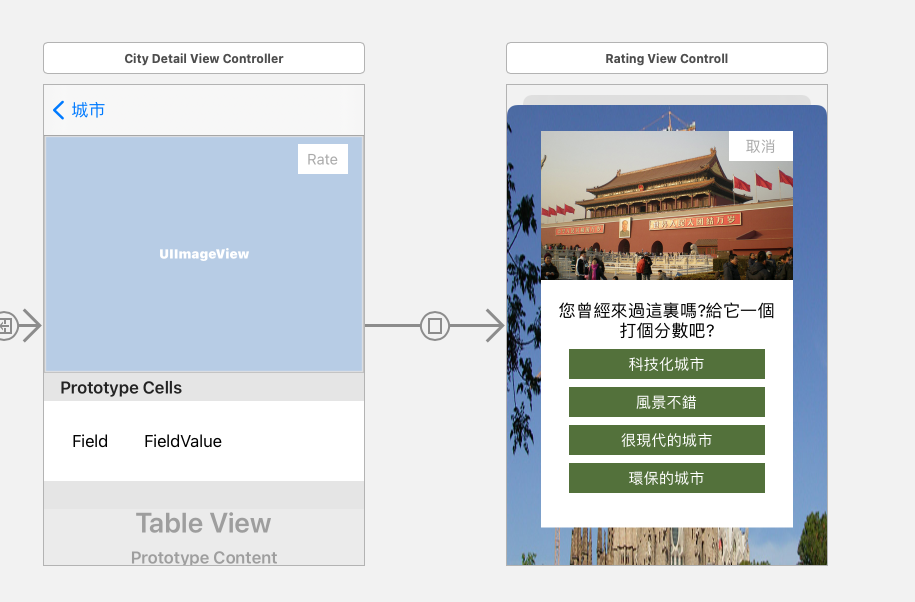 City Detail View Controller
Rating View Controll
城市
Rate
UIImageView
Prototype Cells
Field
FieldValue
Table View
Prototype Content
取消
您曾經來過這裏嗎?給它一個
打個分數吧?
科技化城市
風景不錯
很現代的城市
環保的城市